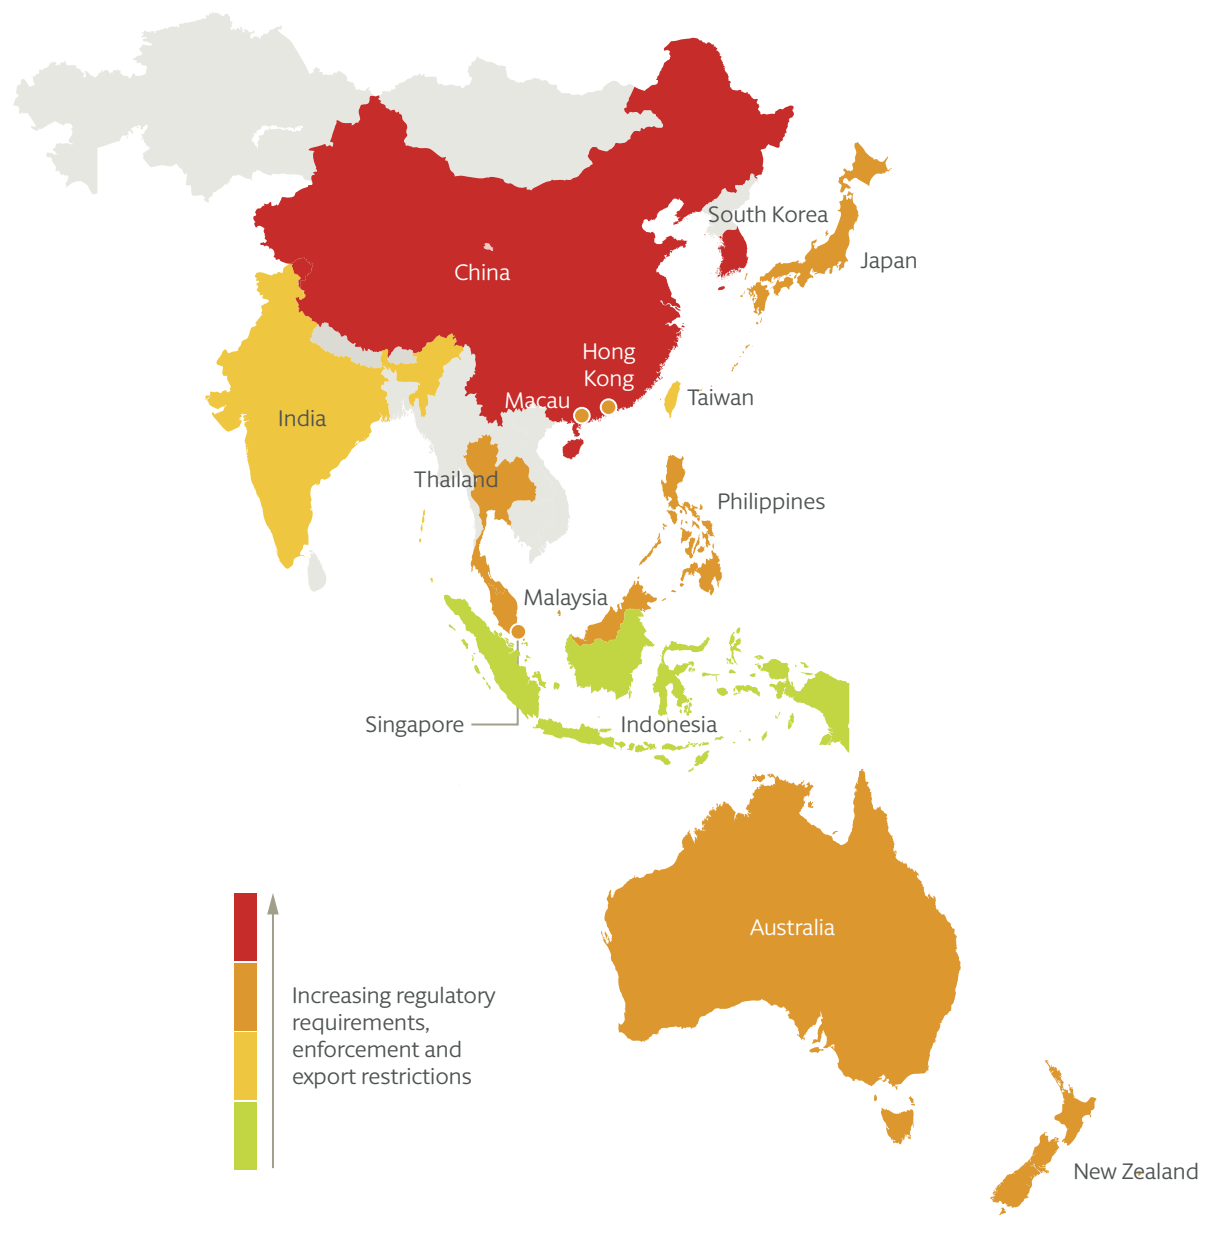 South Korea
Japan
China
Hong
Kong
Macau
Taiwan
India
Thailand
Philippines
Malaysia
Singapore
Indonesia
Australia
Increasing regulatory
requirements,
enforcement and
export restrictions
New Zealand